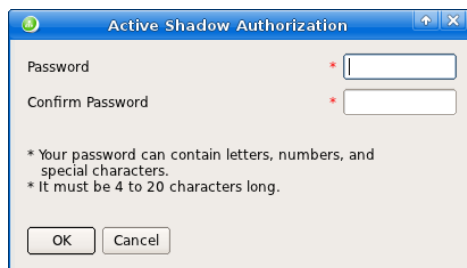 Active Shadow Authorization
Password *
Confirm Password *
* Your password can contain letters, numbers, and
special characters.
* It must be 4 to 20 characters long.
OK Cancel